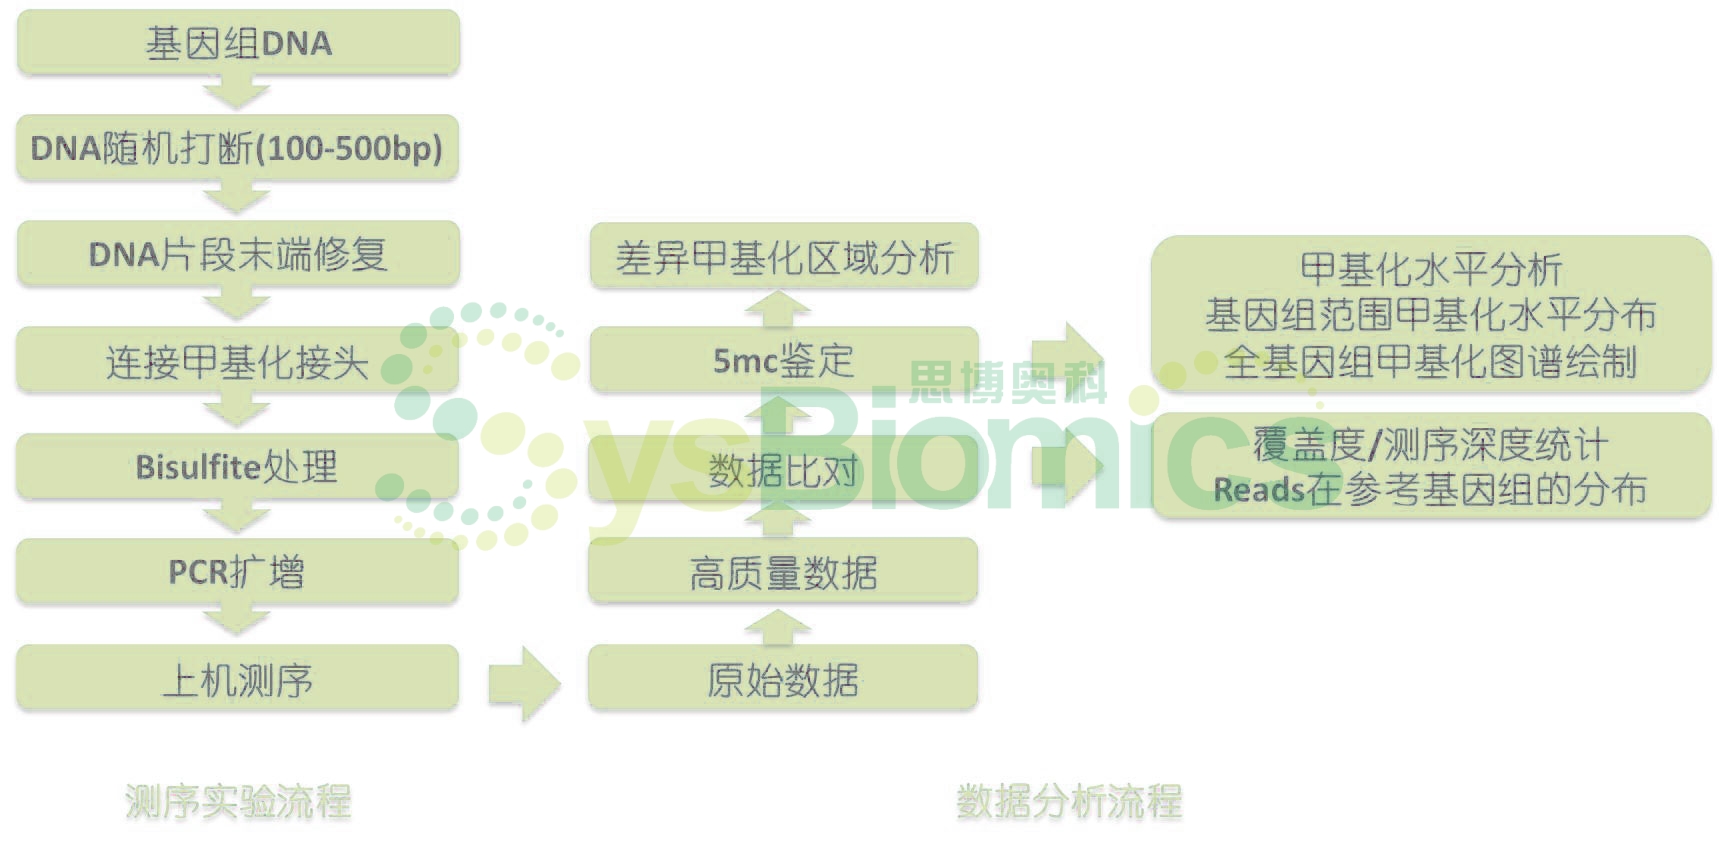 基因组DNA
DNA随机打断(100-500bp)
DNA片段末端修复
连接甲基化接头
Bisulfite处理
PCR扩增
上机测序
测序实验流程
差异甲基化区域分析
5mc鉴定
数据比对
高质量数据
原始数据
甲基化水平分析
基因组范围甲基化水平分布
全基因组甲基化图谱绘制
覆盖度/测序深度统计
Reads在参考基因组的分布
数据分析流程
思博奥科
SysBiomics